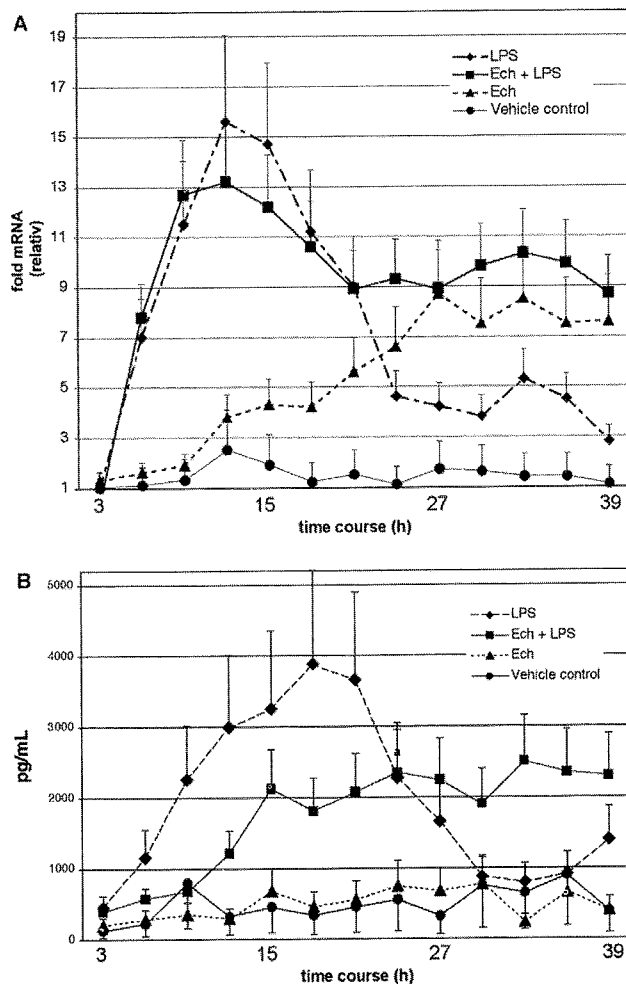 A
19
17
15
13
11
9
7
5
3
1
fold mRNA
(relativ)
LPS
Ech + LPS
Ech
Vehicle control
3 15 27 39
time course (h)
B
5000
4000
3000
2000
1000
0
pg/mL
LPS
Ech + LPS
Ech
Vehicle control
3 15 27 39
time course (h)